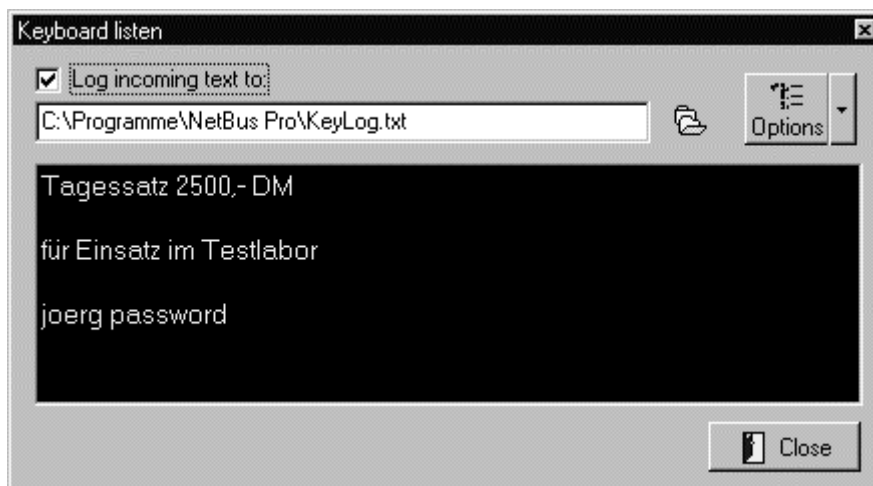 Keyboard listen
Log incoming text to:
C:\Programme\NetBus Pro\KeyLog.txt
Options
Tagessatz 2500,- DM
für Einsatz im Testlabor
joerg password
Close